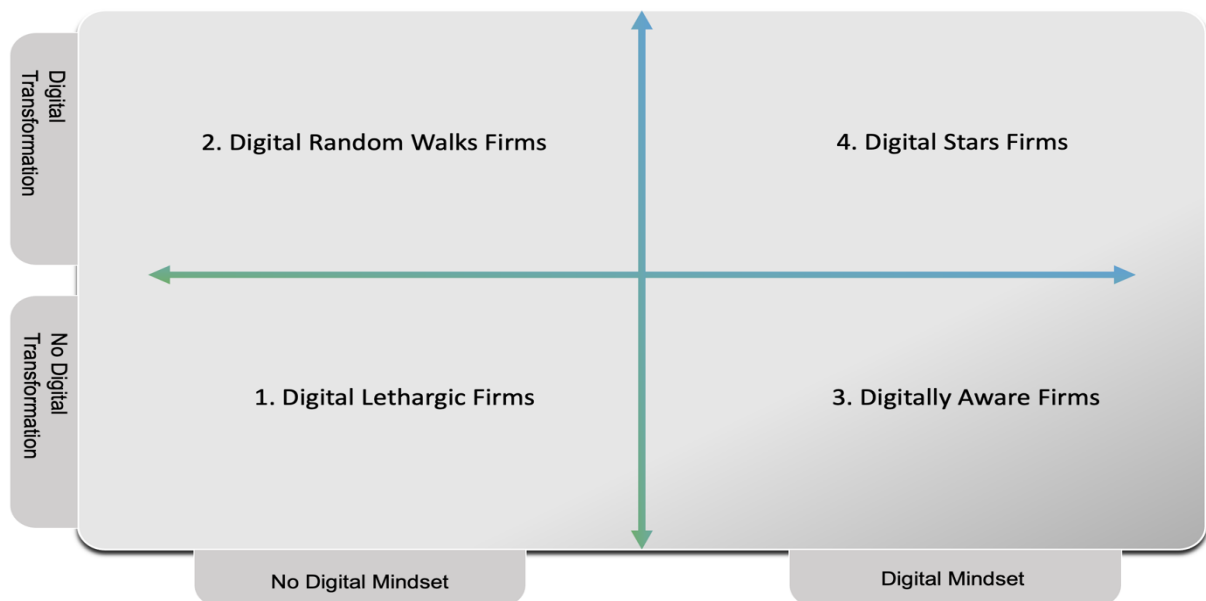 Digital
Transformation
2. Digital Random Walks Firms
4. Digital Stars Firms
No Digital
Transformation
1. Digital Lethargic Firms
3. Digitally Aware Firms
No Digital Mindset
Digital Mindset